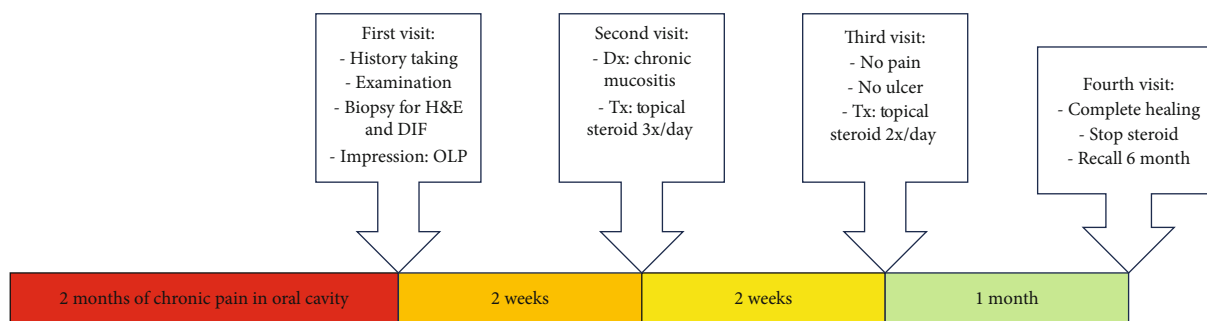 First visit:
- History taking
- Examination
- Biopsy for H&E
and DIF
- Impression: OLP
Second visit:
- Dx: chronic
mucositis
- Tx: topical
steroid 3x/day
Third visit:
- No pain
- No ulcer
- Tx: topical
steroid 2x/day
Fourth visit:
- Complete healing
- Stop steroid
- Recall 6 month
2 months of chronic pain in oral cavity
2 weeks
2 weeks
1 month